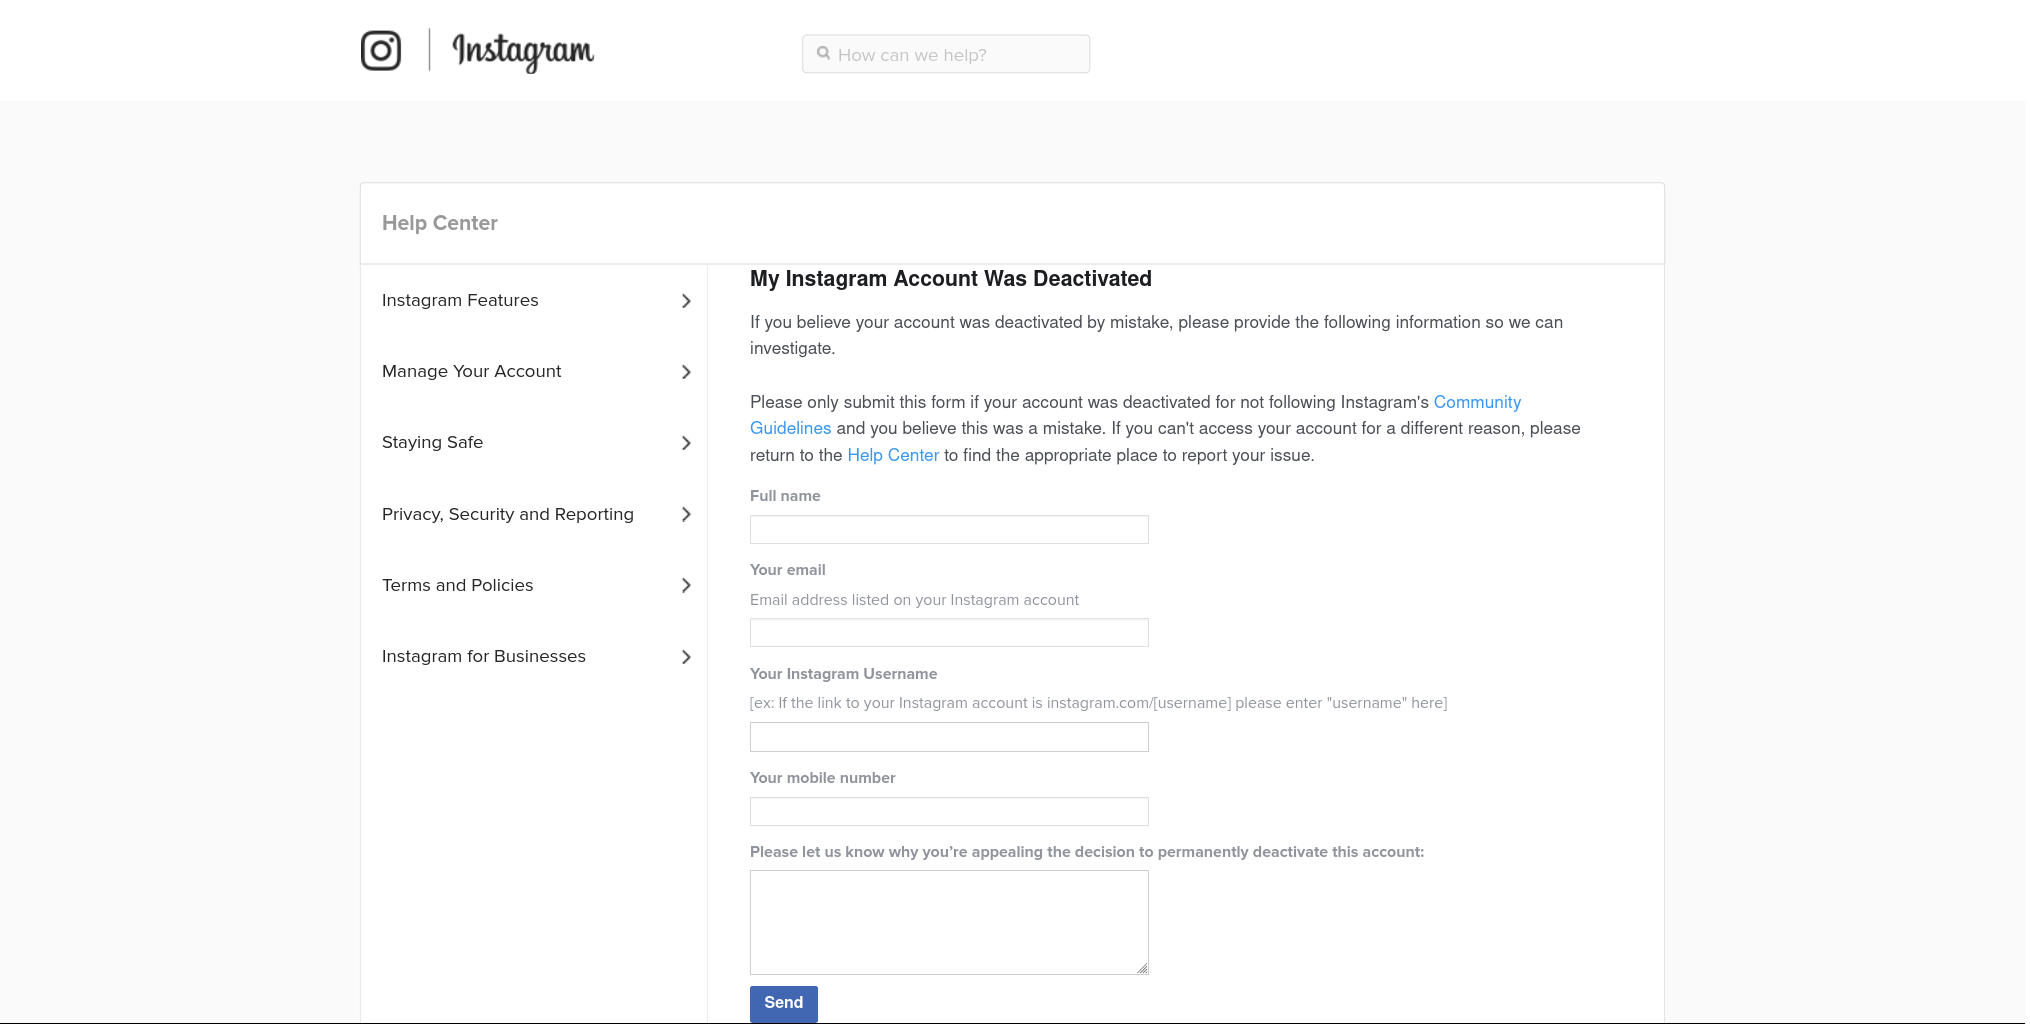 Instagram
How can we help?
Help Center
Instagram Features
Manage Your Account
Staying Safe
Privacy, Security and Reporting
Terms and Policies
Instagram for Businesses
My Instagram Account Was Deactivated
If you believe your account was deactivated by mistake, please provide the following information so we can
investigate.
Please only submit this form if your account was deactivated for not following Instagram's Community
Guidelines and you believe this was a mistake. If you can't access your account for a different reason, please
return to the Help Center to find the appropriate place to report your issue.
Full name
Your email
Email address listed on your Instagram account
Your Instagram Username
[ex: If the link to your Instagram account is instagram.com/[username] please enter "username" here]
Your mobile number
Please let us know why you’re appealing the decision to permanently deactivate this account:
Send